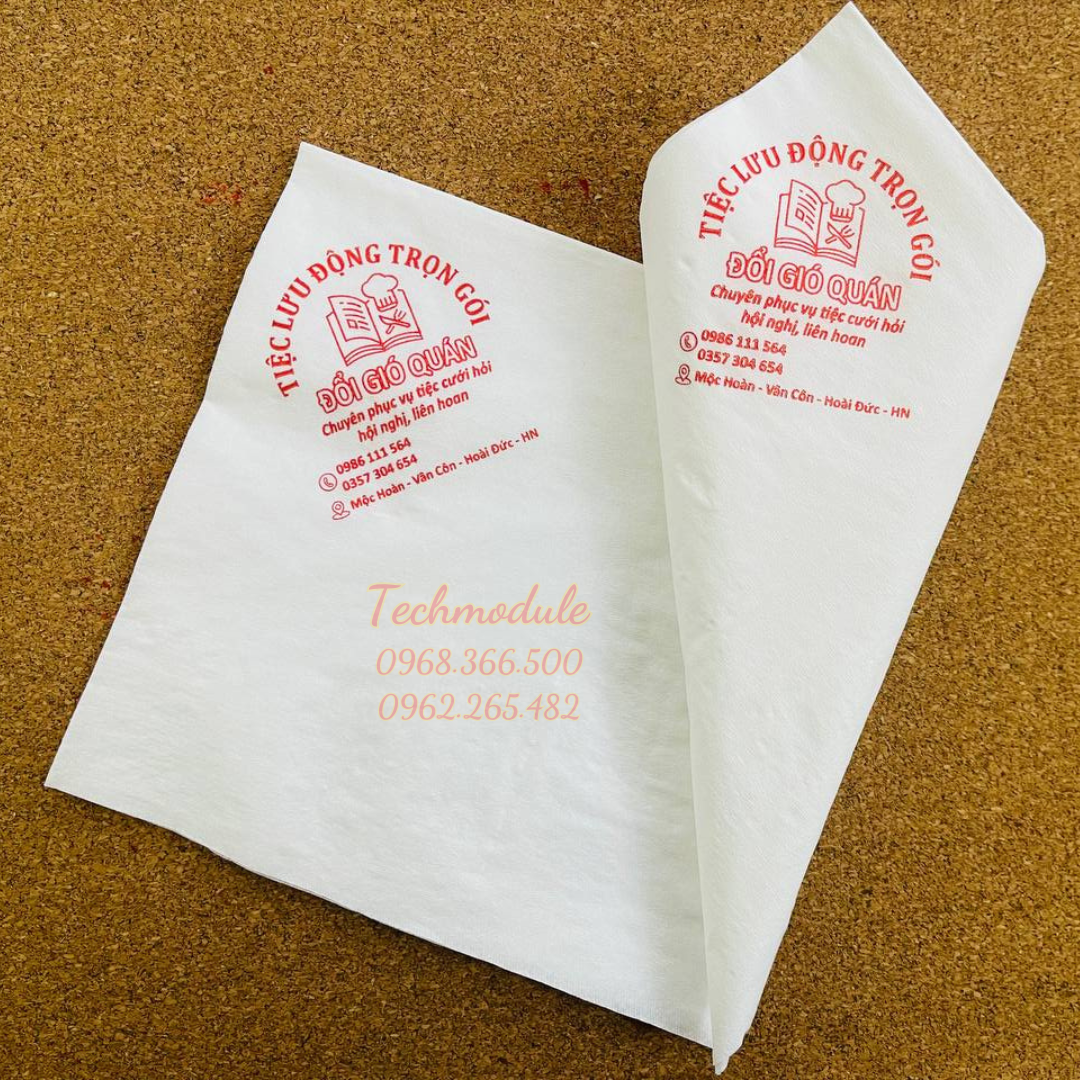 TIỆC LƯU ĐỘNG TRỌN GÓI
ĐỔI GIÓ QUÁN
Chuyên phục vụ tiệc cưới hỏi
hội nghị, liên hoan
0986 111 564
0357 304 654
Mộc Hoàn - Vân Côn - Hoài Đức - HN
TIỆC LƯU ĐỘNG TRỌN GÓI
ĐỔI GIÓ QUÁN
Chuyên phục vụ tiệc cưới hỏi
hội nghị, liên hoan
0986 111 564
0357 304 654
Mộc Hoàn - Vân Côn - Hoài Đức - HN
Techmodule
0968.366.500
0962.265.482